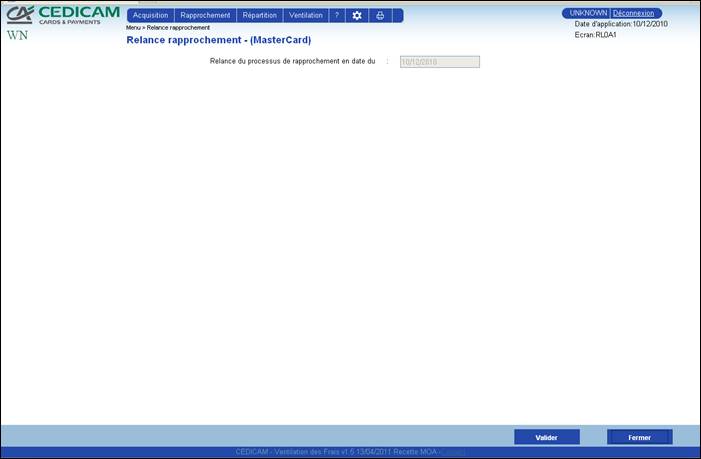 CEDICAM
CARDS & PAYMENTS
WN
Acquisition Rapprochement Répartition Ventilation ?
UNKNOWN Déconnexion
Date d'application:10/12/2010
Ecran:RL0A1
Menu > Relance rapprochement
Relance rapprochement - (MasterCard)
Relance du processus de rapprochement en date du : 10/12/2010
Valider Fermer
CEDICAM - Ventilation des Frais v1.6 13/04/2011 Recette MOA -